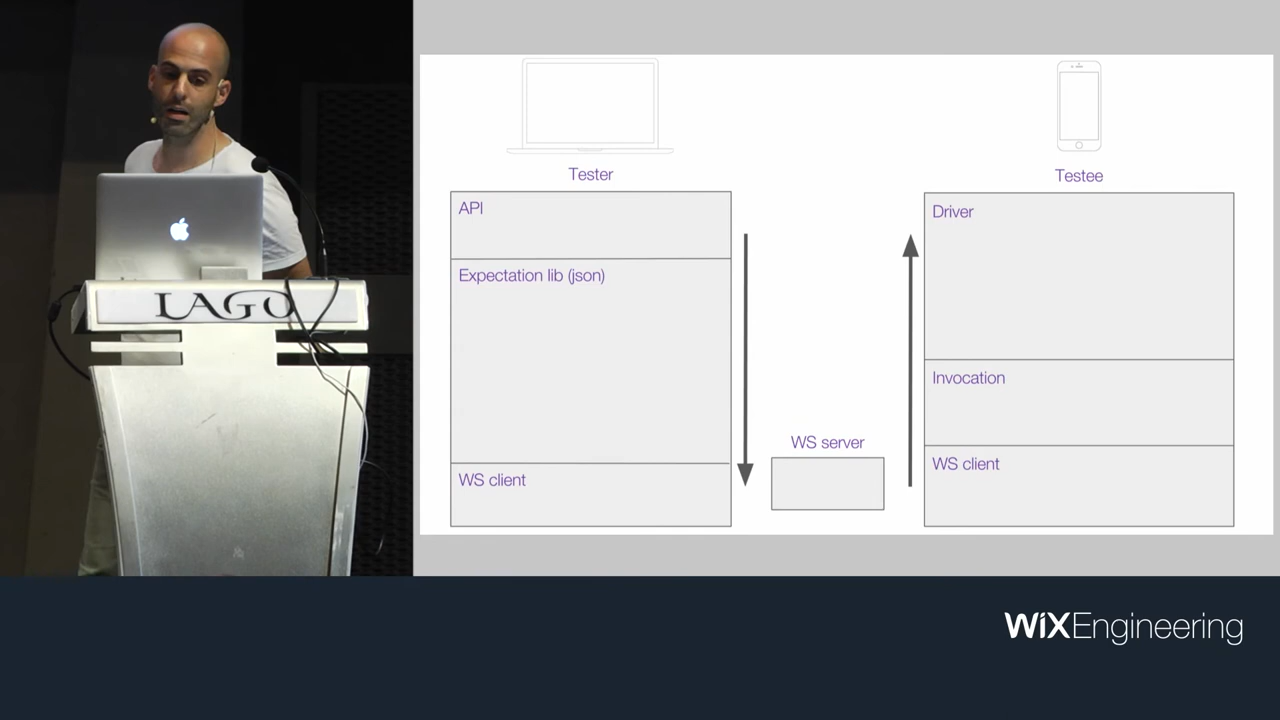 Tester
Testee
API
Expectation lib (json)
WS client
WS server
Driver
Invocation
WS client
LAGO
WiXEngineering